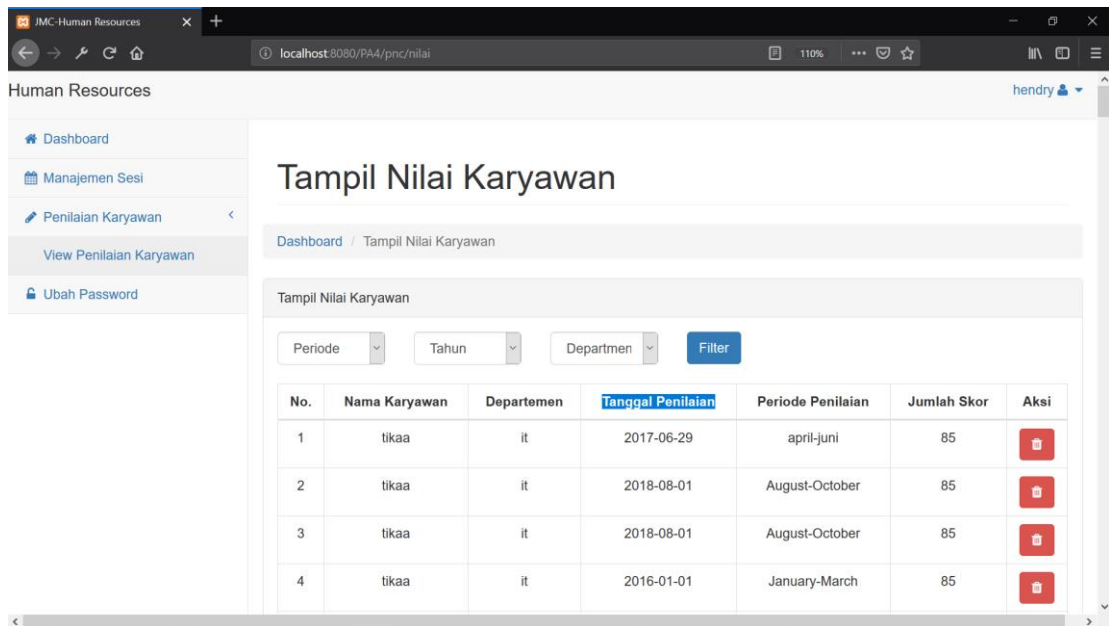 JMC-Human Resources
localhost:8080/PA4/pnc/nilai
110%
Human Resources
hendry
Dashboard
Manajemen Sesi
Penilaian Karyawan
View Penilaian Karyawan
Ubah Password
Tampil Nilai Karyawan
Dashboard / Tampil Nilai Karyawan
Tampil Nilai Karyawan
Periode Tahun Departmen Filter
No. Nama Karyawan Departemen Tanggal Penilaian Periode Penilaian Jumlah Skor Aksi
1 tikaa it 2017-06-29 april-juni 85
2 tikaa it 2018-08-01 August-October 85
3 tikaa it 2018-08-01 August-October 85
4 tikaa it 2016-01-01 January-March 85